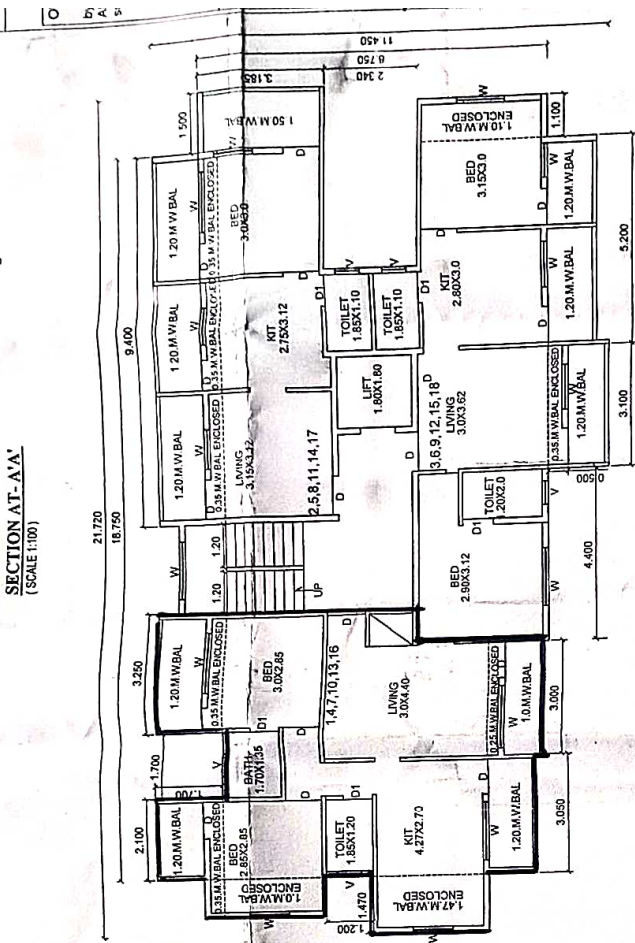 SECTION AT- A'A'
(SCALE 1:100)
11.450
8.750
3.185
2.340
21.720
18.750
9.400
1.500
1.100
5.200
3.100
0.500
4.400
3.250
1.700
1.700
2.100
3.000
3.050
1.470
1.200
1.50 M.W.BAL
1.20 M W BAL
W
D
0.35 M.W.BAL ENCLOSED
BED
3.0X3.0
1.10 M.W.BAL
ENCLOSED
BED
3.15X3.0
W
D
1.20.M.W.BAL
1.20.M.W.BAL
W
D
0.35.M.W.BAL ENCLOSED
KIT
2.75X3.12
D1
TOILET
1.85X1.10
V
TOILET
1.85X1.10
V
D1
KIT
2.80X3.0
W
D
1.20.M.W.BAL
1.20.M.W.BAL
W
D
0.35.M.W.BAL ENCLOSED
LIVING
3.15X3.12
2,5,8,11,14,17
D
LIFT
1.80X1.80
D
3,6,9,12,15,18
LIVING
3.0X3.62
D
0.35.M.W.BAL ENCLOSED
W
1.20.M.W.BAL
W
1.20
1.20
UP
TOILET
1.20X2.0
V
D1
BED
2.90X3.12
W
1.20.M.W.BAL
W
0.35.M.W.BAL ENCLOSED
BED
3.0X2.85
D1
D
1,4,7,10,13,16
LIVING
3.0X4.40
0.25.M.W.BAL ENCLOSED
W
1.0.M.W.BAL
V
BATH
1.70X1.35
D
1.20.M.W.BAL
W
D
0.35.M.W.BAL ENCLOSED
BED
2.85X2.85
1.0.M.W.BAL
ENCLOSED
W
TOILET
1.85X1.20
D1
V
KIT
4.27X2.70
D
W
1.20.M.W.BAL
1.47.M.W.BAL
ENCLOSED
W